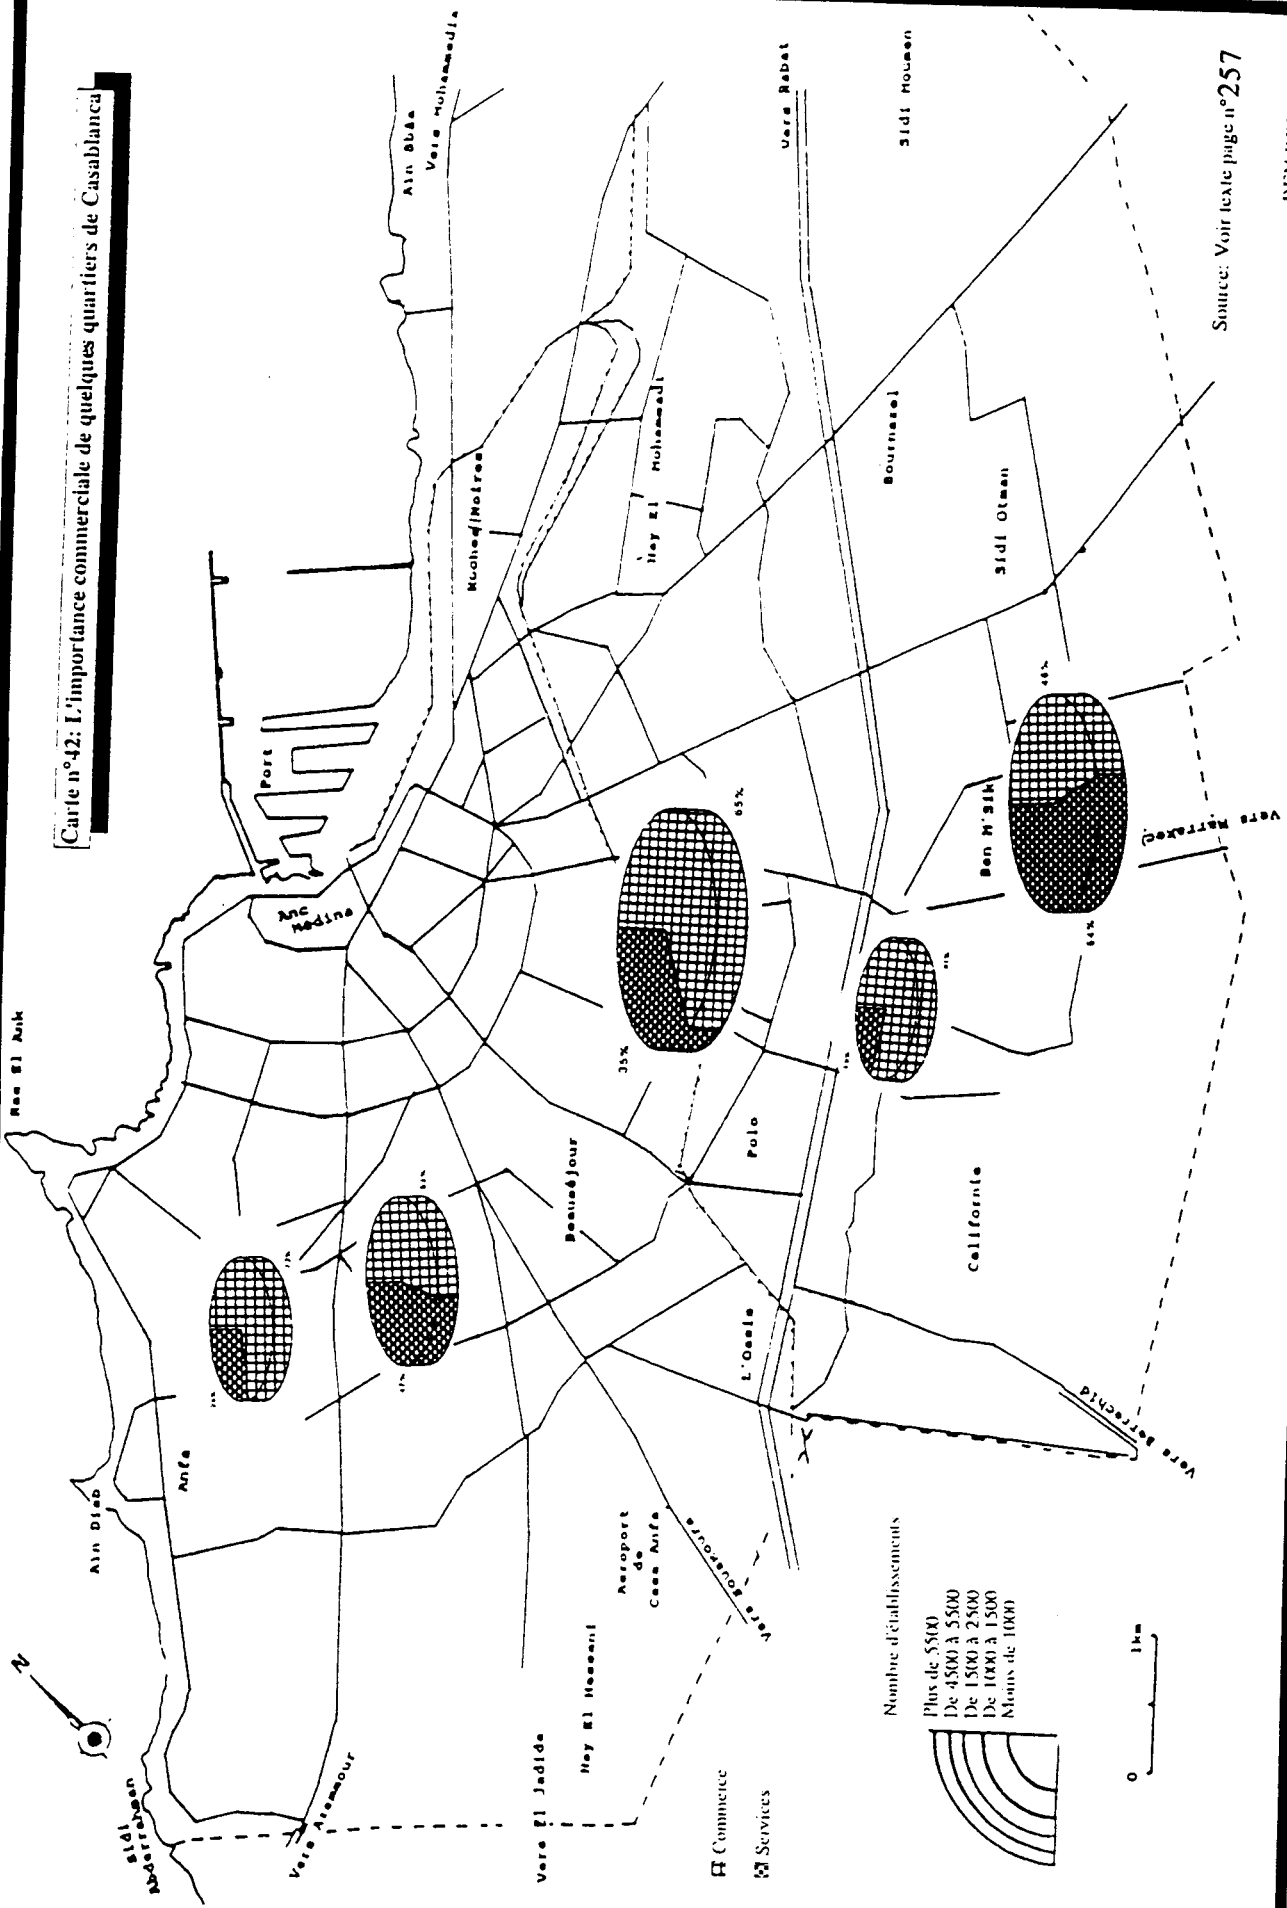 Carte n°42: L'importance commerciale de quelques quartiers de Casablanca
N
Sidi
Abderrahman
Ain Diab
Anfa
Port
Anc
Medina
Ain Sbâa
Vers Mohammedia
Vers Azemmour
Vers El Jadida
Hay El Hassani
Aeroport
de
Casa Anfa
Vers Bouskoura
Beauséjour
Polo
L'Oasis
Californie
Vers Berrechid
Roches Noires
Hay El Mohammadi
Vers Rabat
Sidi Moumen
Bournazel
Sidi Otman
Ben M'Sik
Vers Marrakech
35%
65%
46%
Commerce
Services
Nombre d'établissements
Plus de 5500
De 4500 à 5500
De 1500 à 2500
De 1000 à 1500
Moins de 1000
0 1km
Source: Voir texte page n°257